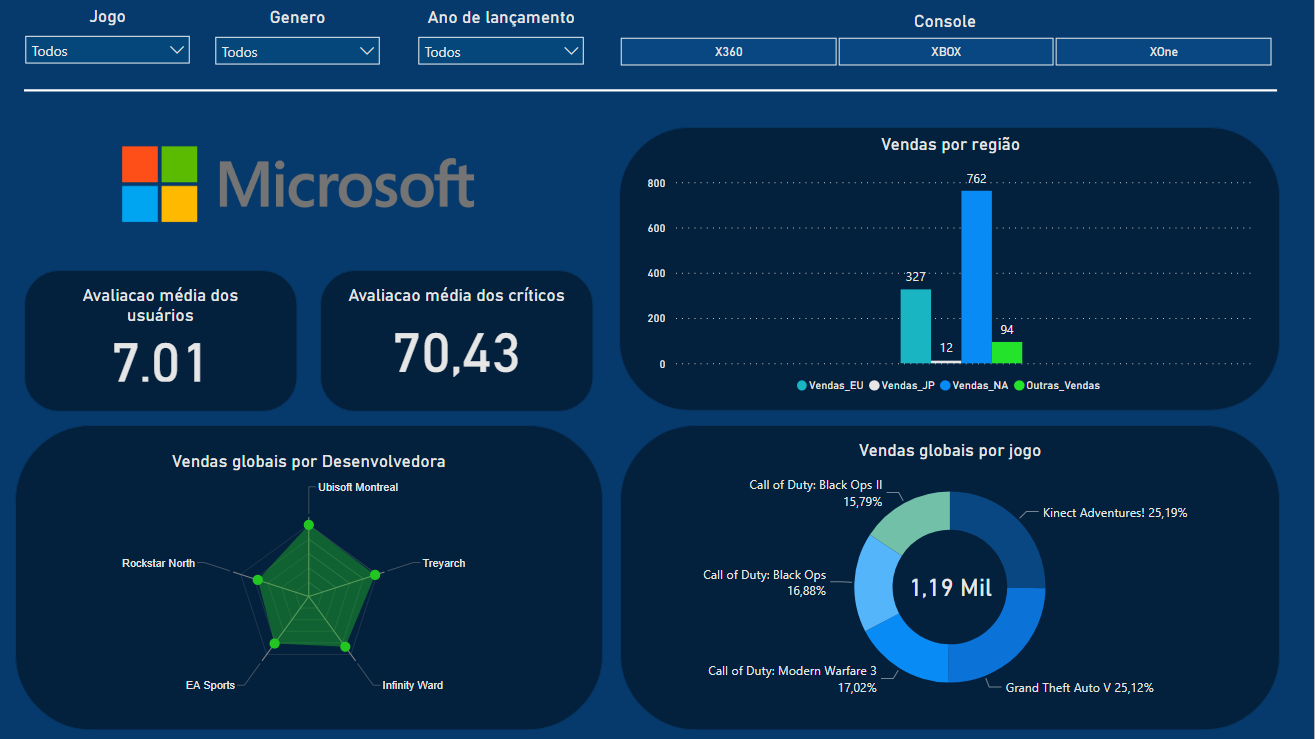 Jogo
Todos
Genero
Todos
Ano de lançamento
Todos
Console
X360
XBOX
XOne
Microsoft
Avaliacao média dos
usuários
7.01
Avaliacao média dos críticos
70,43
Vendas por região
800
600
400
200
0
327
12
762
94
Vendas_EU
Vendas_JP
Vendas_NA
Outras_Vendas
Vendas globais por Desenvolvedora
Ubisoft Montreal
Treyarch
Infinity Ward
EA Sports
Rockstar North
Vendas globais por jogo
Call of Duty: Black Ops II
15,79%
Kinect Adventures! 25,19%
Call of Duty: Black Ops
16,88%
1,19 Mil
Call of Duty: Modern Warfare 3
17,02%
Grand Theft Auto V 25,12%